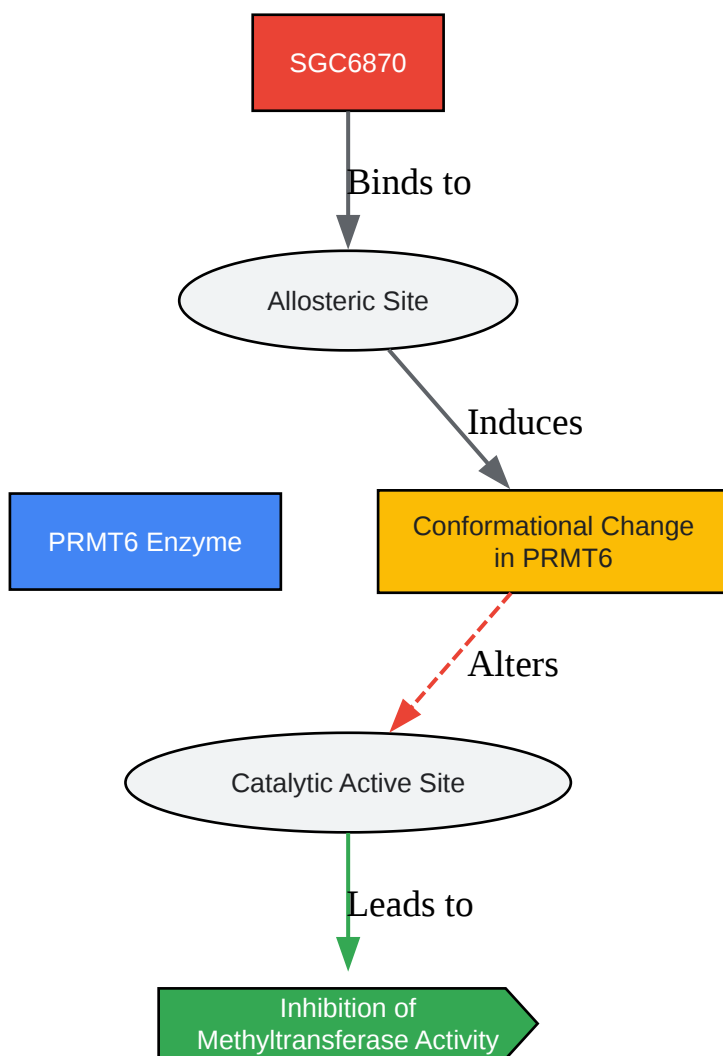 SGC6870
Binds to
Allosteric Site
Induces
PRMT6 Enzyme
Conformational Change
in PRMT6
Alters
Catalytic Active Site
Leads to
Inhibition of
Methyltransferase Activity